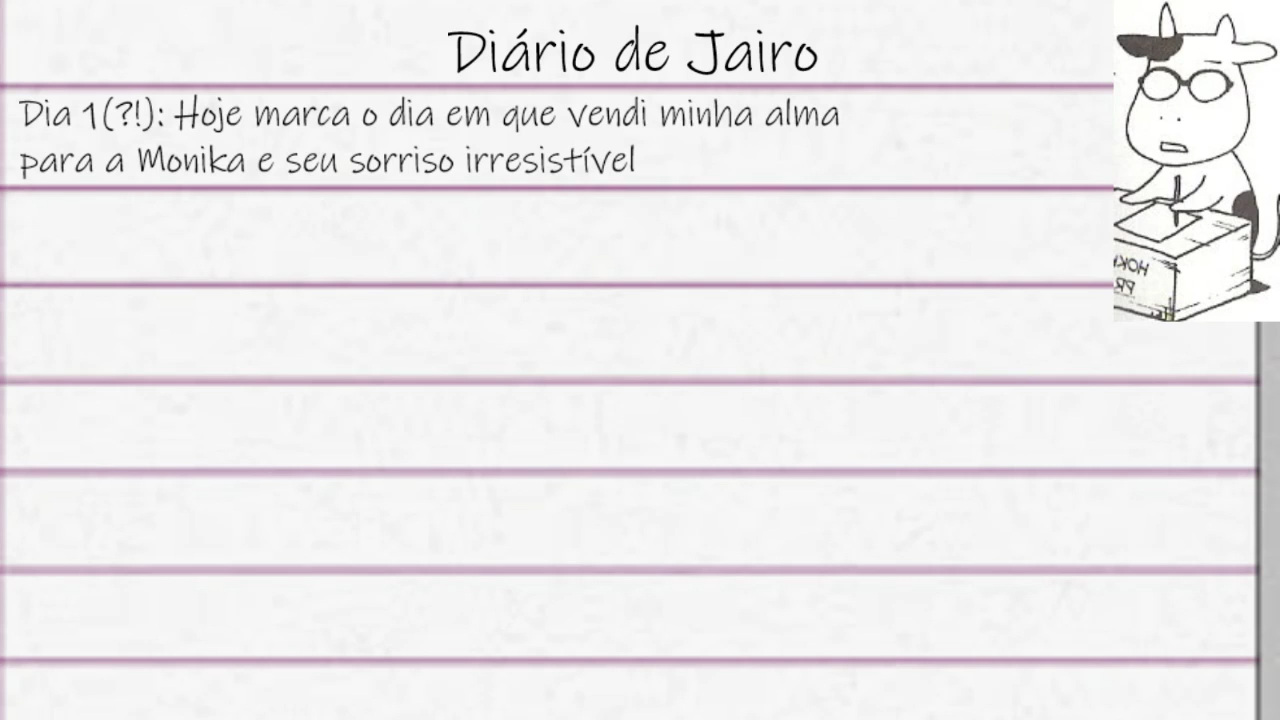 Diário de Jairo
Dia 1(?!): Hoje marca o dia em que vendi minha alma
para a Monika e seu sorriso irresistível